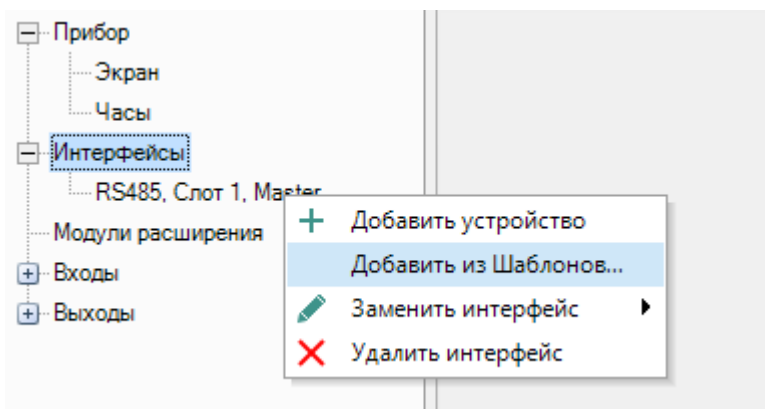 Прибор
Экран
Часы
Интерфейсы
RS485, Слот 1, Master
Добавить устройство
Модули расширения
Добавить из Шаблонов...
Входы
Заменить интерфейс
Выходы
Удалить интерфейс